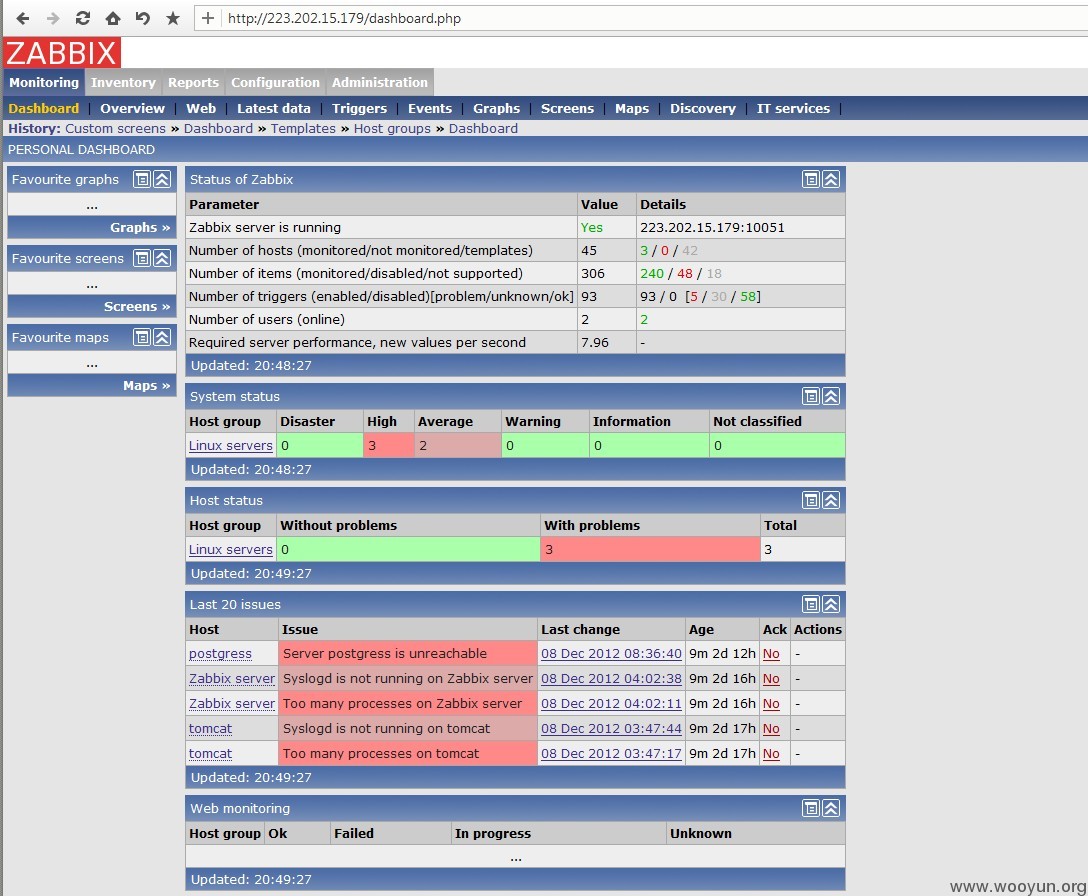 http://223.202.15.179/dashboard.php
ZABBIX
Monitoring Inventory Reports Configuration Administration
Dashboard | Overview | Web | Latest data | Triggers | Events | Graphs | Screens | Maps | Discovery | IT services |
History: Custom screens » Dashboard » Templates » Host groups » Dashboard
PERSONAL DASHBOARD
Favourite graphs
...
Graphs »
Favourite screens
...
Screens »
Favourite maps
...
Maps »
Status of Zabbix
Parameter Value Details
Zabbix server is running Yes 223.202.15.179:10051
Number of hosts (monitored/not monitored/templates) 45 3 / 0 / 42
Number of items (monitored/disabled/not supported) 306 240 / 48 / 18
Number of triggers (enabled/disabled)[problem/unknown/ok] 93 93 / 0 [5 / 30 / 58]
Number of users (online) 2 2
Required server performance, new values per second 7.96 -
Updated: 20:48:27
System status
Host group Disaster High Average Warning Information Not classified
Linux servers 0 3 2 0 0 0
Updated: 20:48:27
Host status
Host group Without problems With problems Total
Linux servers 0 3 3
Updated: 20:49:27
Last 20 issues
Host Issue Last change Age Ack Actions
postgress Server postgress is unreachable 08 Dec 2012 08:36:40 9m 2d 12h No -
Zabbix server Syslogd is not running on Zabbix server 08 Dec 2012 04:02:38 9m 2d 16h No -
Zabbix server Too many processes on Zabbix server 08 Dec 2012 04:02:11 9m 2d 16h No -
tomcat Syslogd is not running on tomcat 08 Dec 2012 03:47:44 9m 2d 17h No -
tomcat Too many processes on tomcat 08 Dec 2012 03:47:17 9m 2d 17h No -
Updated: 20:49:27
Web monitoring
Host group Ok Failed In progress Unknown
...
Updated: 20:49:27
www.wooyun.org